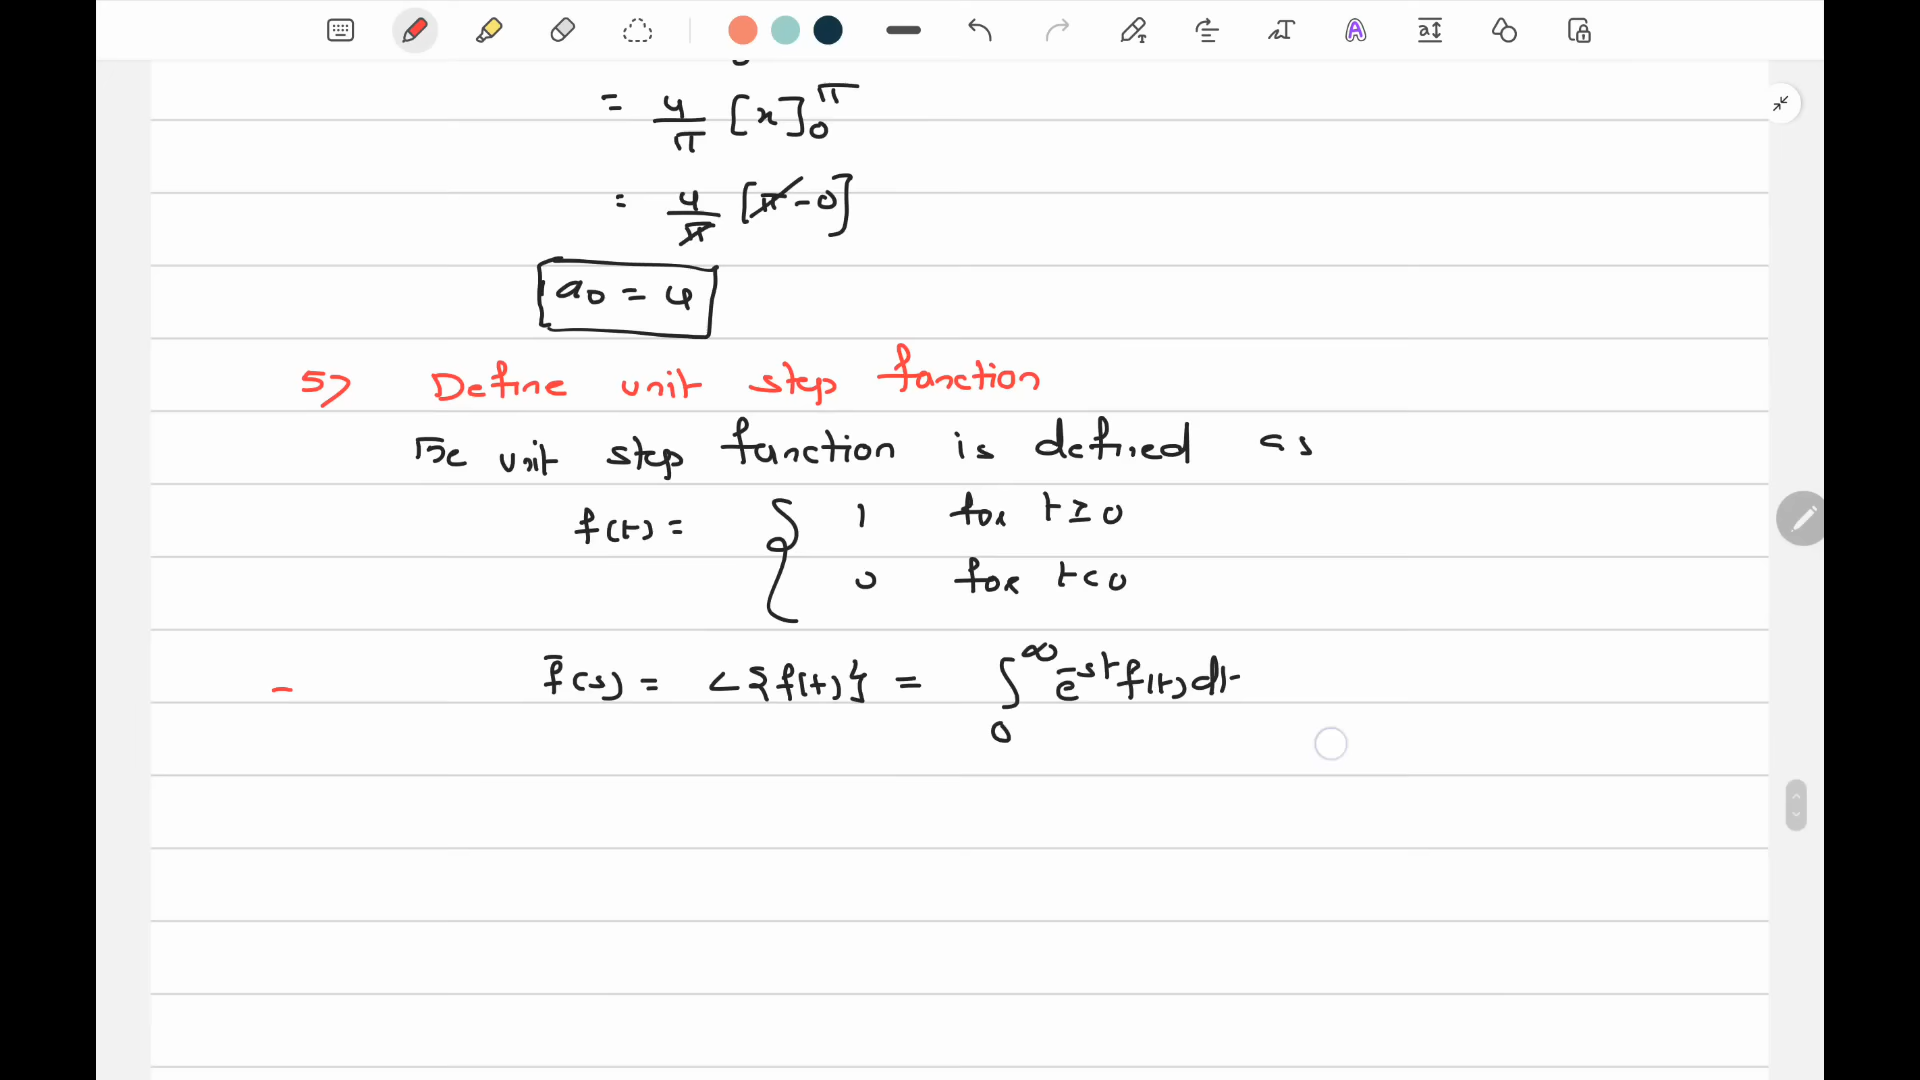 = 4/π [x]₀^π
= 4/π [π - 0]
a₀ = 4
5) Define unit step function
The unit step function is defined as
f(t) = { 1 for t ≥ 0
0 for t < 0
f̄(s) = L{f(t)} = ∫₀^∞ e^-st f(t) dt